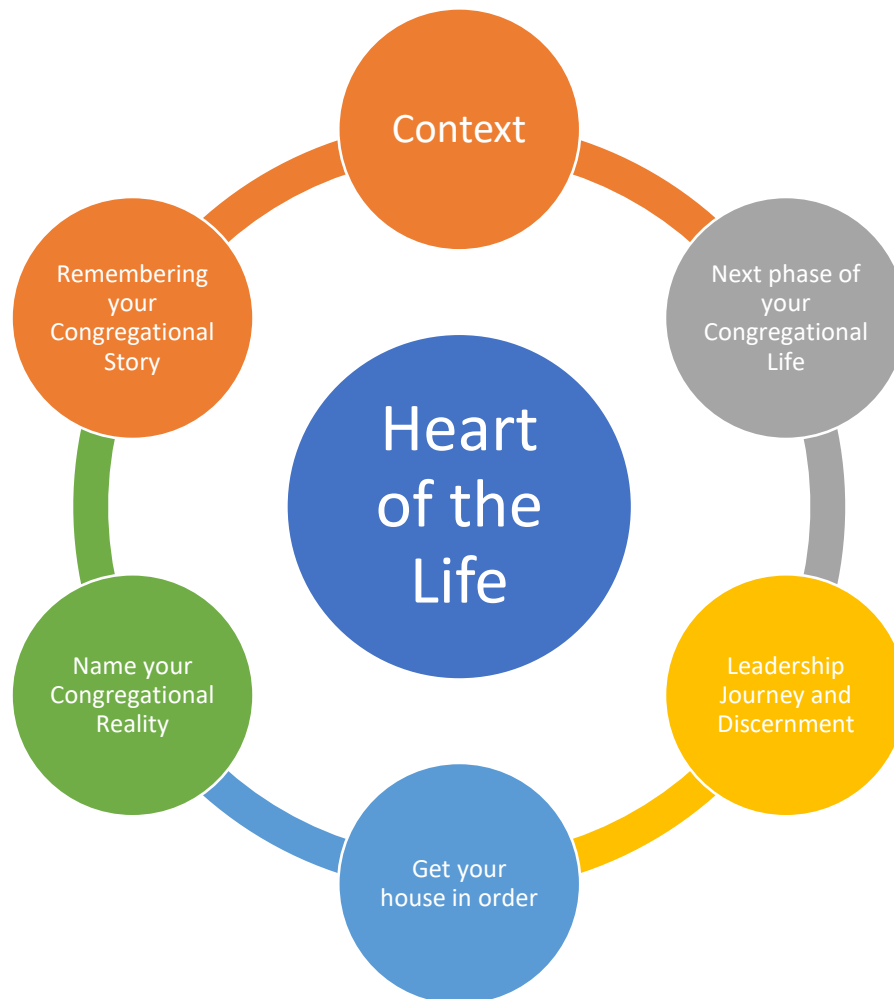 Context
Next phase of
your
Congregational
Life
Leadership
Journey and
Discernment
Get your
house in order
Name your
Congregational
Reality
Remembering
your
Congregational
Story
Heart
of the
Life